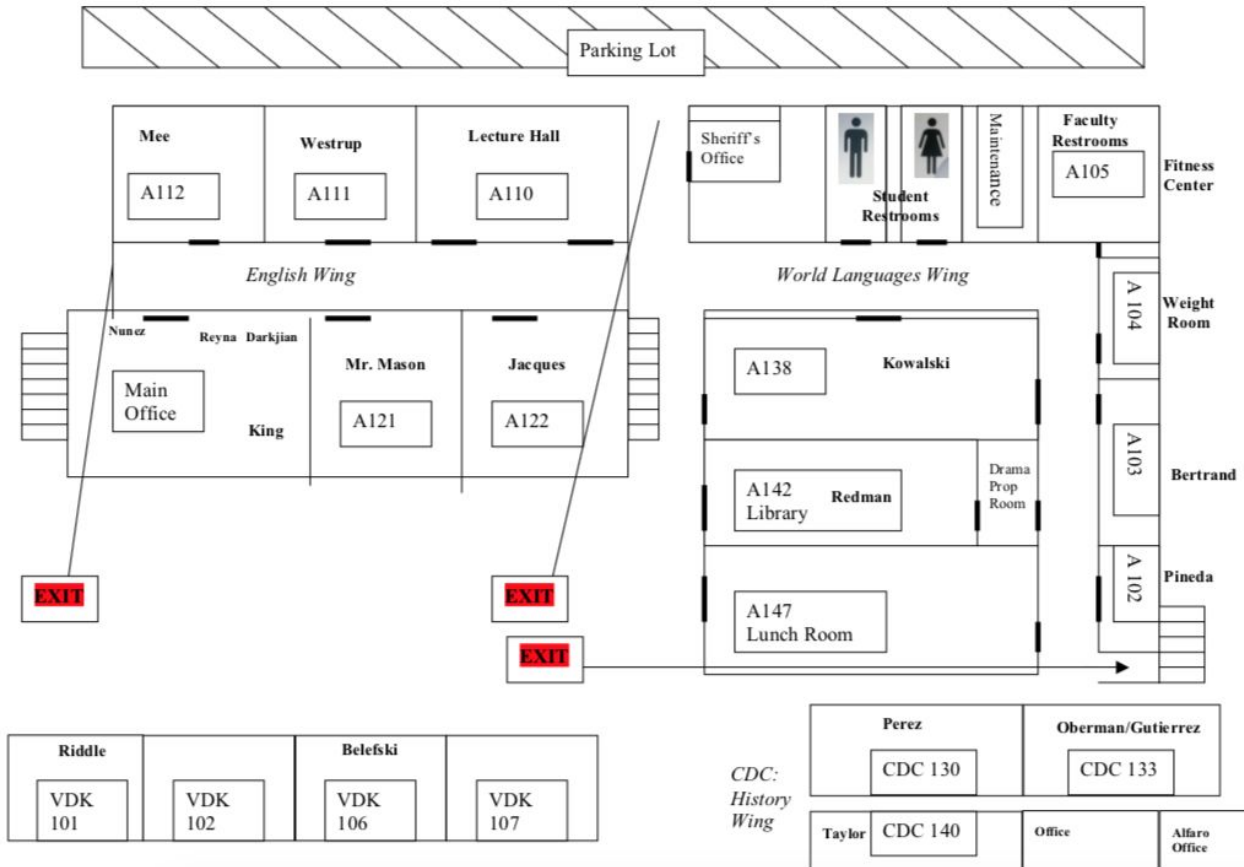 Parking Lot
Mee
Westrup
Lecture Hall
A112
A111
A110
English Wing
Nunez
Reyna Darkjian
Main
Office
King
Mr. Mason
A121
Jacques
A122
EXIT
EXIT
EXIT
Sheriff's
Office
Student
Restrooms
Maintenance
Faculty
Restrooms
A105
Fitness
Center
World Languages Wing
A 104
Weight
Room
A138
Kowalski
A103
Bertrand
A142
Library
Redman
Drama
Prop
Room
A 102
Pineda
A147
Lunch Room
Riddle
VDK
101
VDK
102
Belefski
VDK
106
VDK
107
CDC:
History
Wing
Perez
CDC 130
Oberman/Gutierrez
CDC 133
Taylor
CDC 140
Office
Alfaro
Office